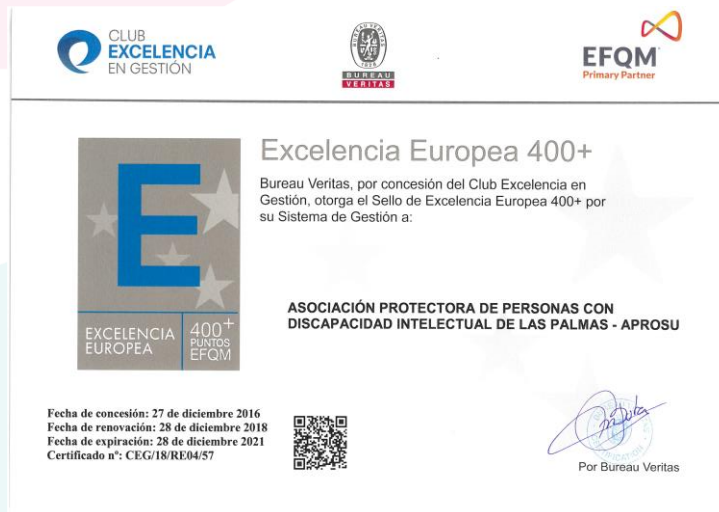 CLUB
EXCELENCIA
EN GESTIÓN
BUREAU VERITAS
1828
BUREAU
VERITAS
EFQM
Primary Partner
Excelencia Europea 400+
Bureau Veritas, por concesión del Club Excelencia en
Gestión, otorga el Sello de Excelencia Europea 400+ por
su Sistema de Gestión a:
E
EXCELENCIA
EUROPEA
400+
PUNTOS
EFQM
ASOCIACIÓN PROTECTORA DE PERSONAS CON
DISCAPACIDAD INTELECTUAL DE LAS PALMAS - APROSU
Fecha de concesión: 27 de diciembre 2016
Fecha de renovación: 28 de diciembre 2018
Fecha de expiración: 28 de diciembre 2021
Certificado nº: CEG/18/RE04/57
Por Bureau Veritas